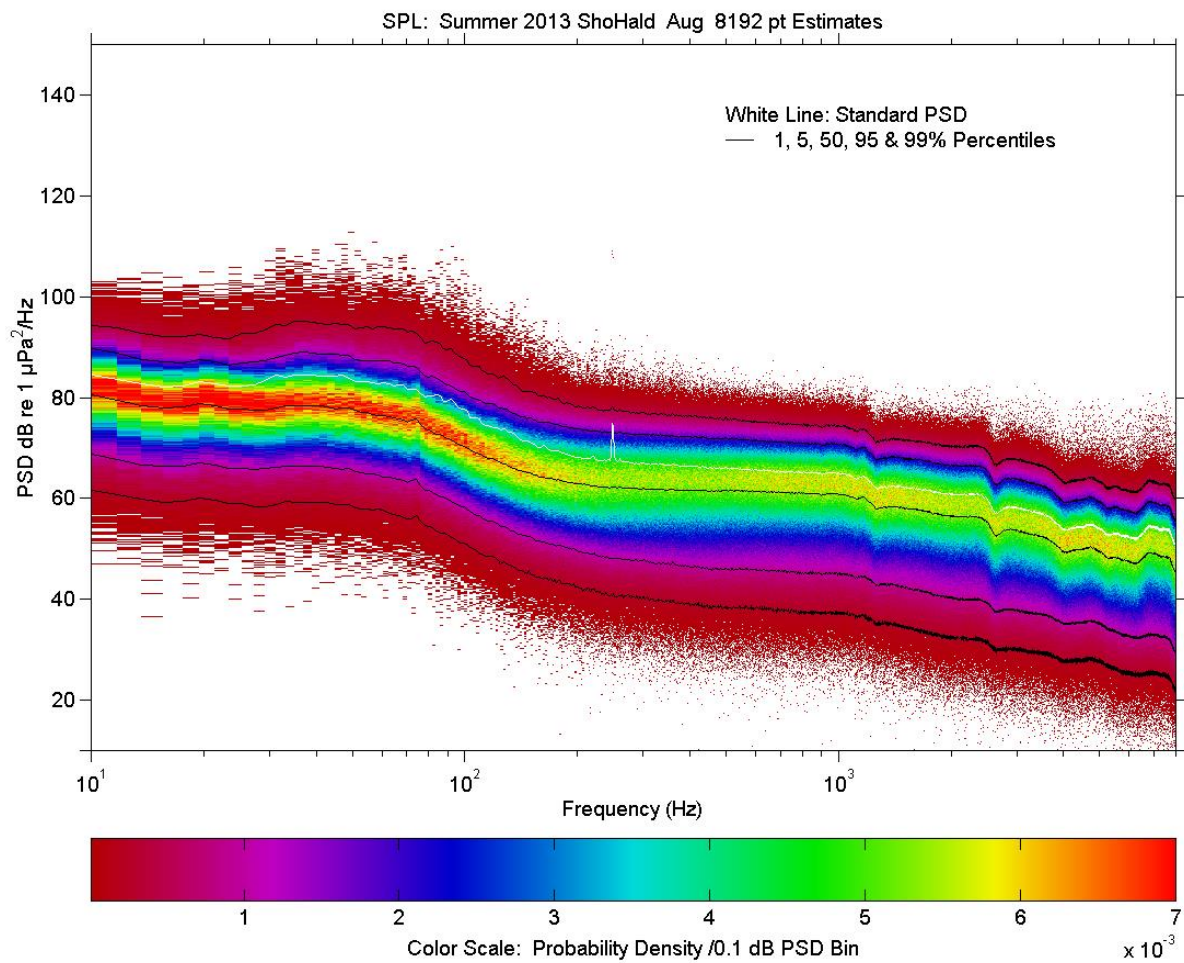 SPL: Summer 2013 ShoHald Aug 8192 pt Estimates
140
120
100
80
60
40
20
PSD dB re 1 µPa²/Hz
White Line: Standard PSD
1, 5, 50, 95 & 99% Percentiles
10¹ 10² 10³
Frequency (Hz)
1 2 3 4 5 6 7
Color Scale: Probability Density /0.1 dB PSD Bin
x 10⁻³